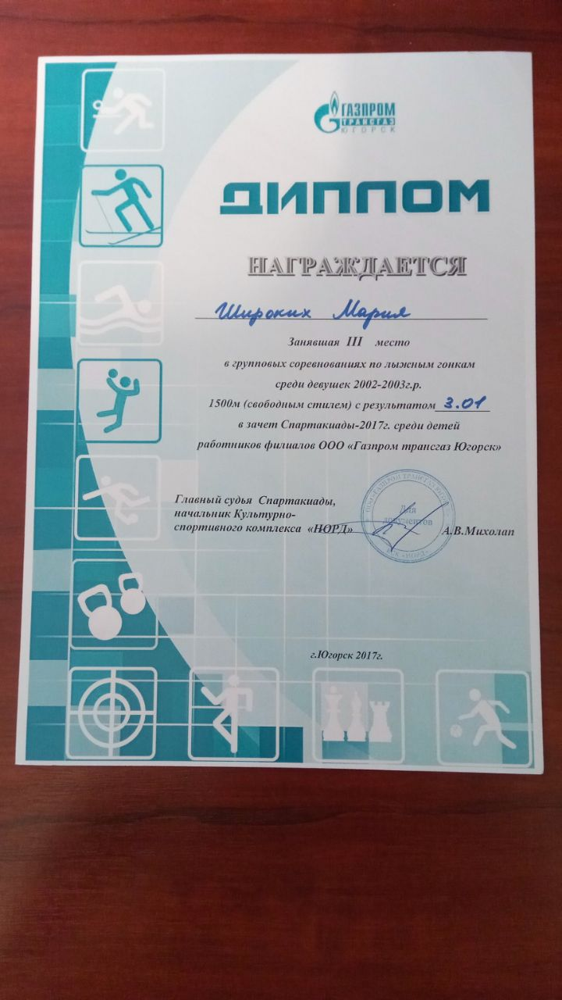 ГАЗПРОМ
ТРАНСГАЗ
ЮГОРСК
ДИПЛОМ
НАГРАЖДАЕТСЯ
Широких Мария
Занявшая III место
в групповых соревнованиях по лыжным гонкам
среди девушек 2002-2003г.р.
1500м (свободным стилем) с результатом 3.01
в зачет Спартакиады-2017г. среди детей
работников филиалов ООО «Газпром трансгаз Югорск»
Главный судья Спартакиады,
начальник Культурно-
спортивного комплекса «НОРД»
А.В.Михолап
Для
документов
г.Югорск 2017г.